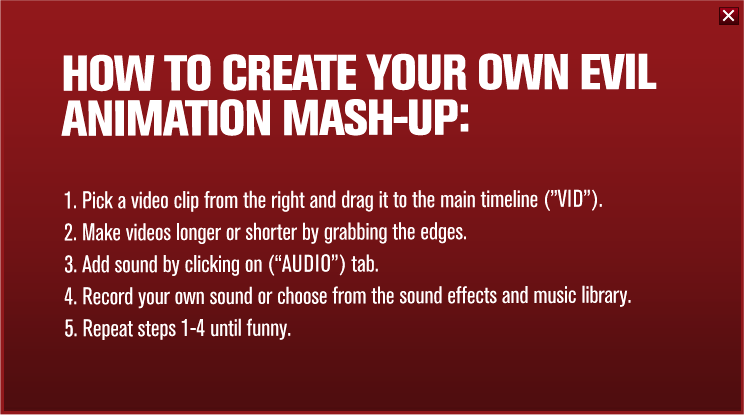 HOW TO CREATE YOUR OWN EVIL
ANIMATION MASH-UP:
1. Pick a video clip from the right and drag it to the main timeline (”VID”).
2. Make videos longer or shorter by grabbing the edges.
3. Add sound by clicking on (“AUDIO”) tab.
4. Record your own sound or choose from the sound effects and music library.
5. Repeat steps 1-4 until funny.